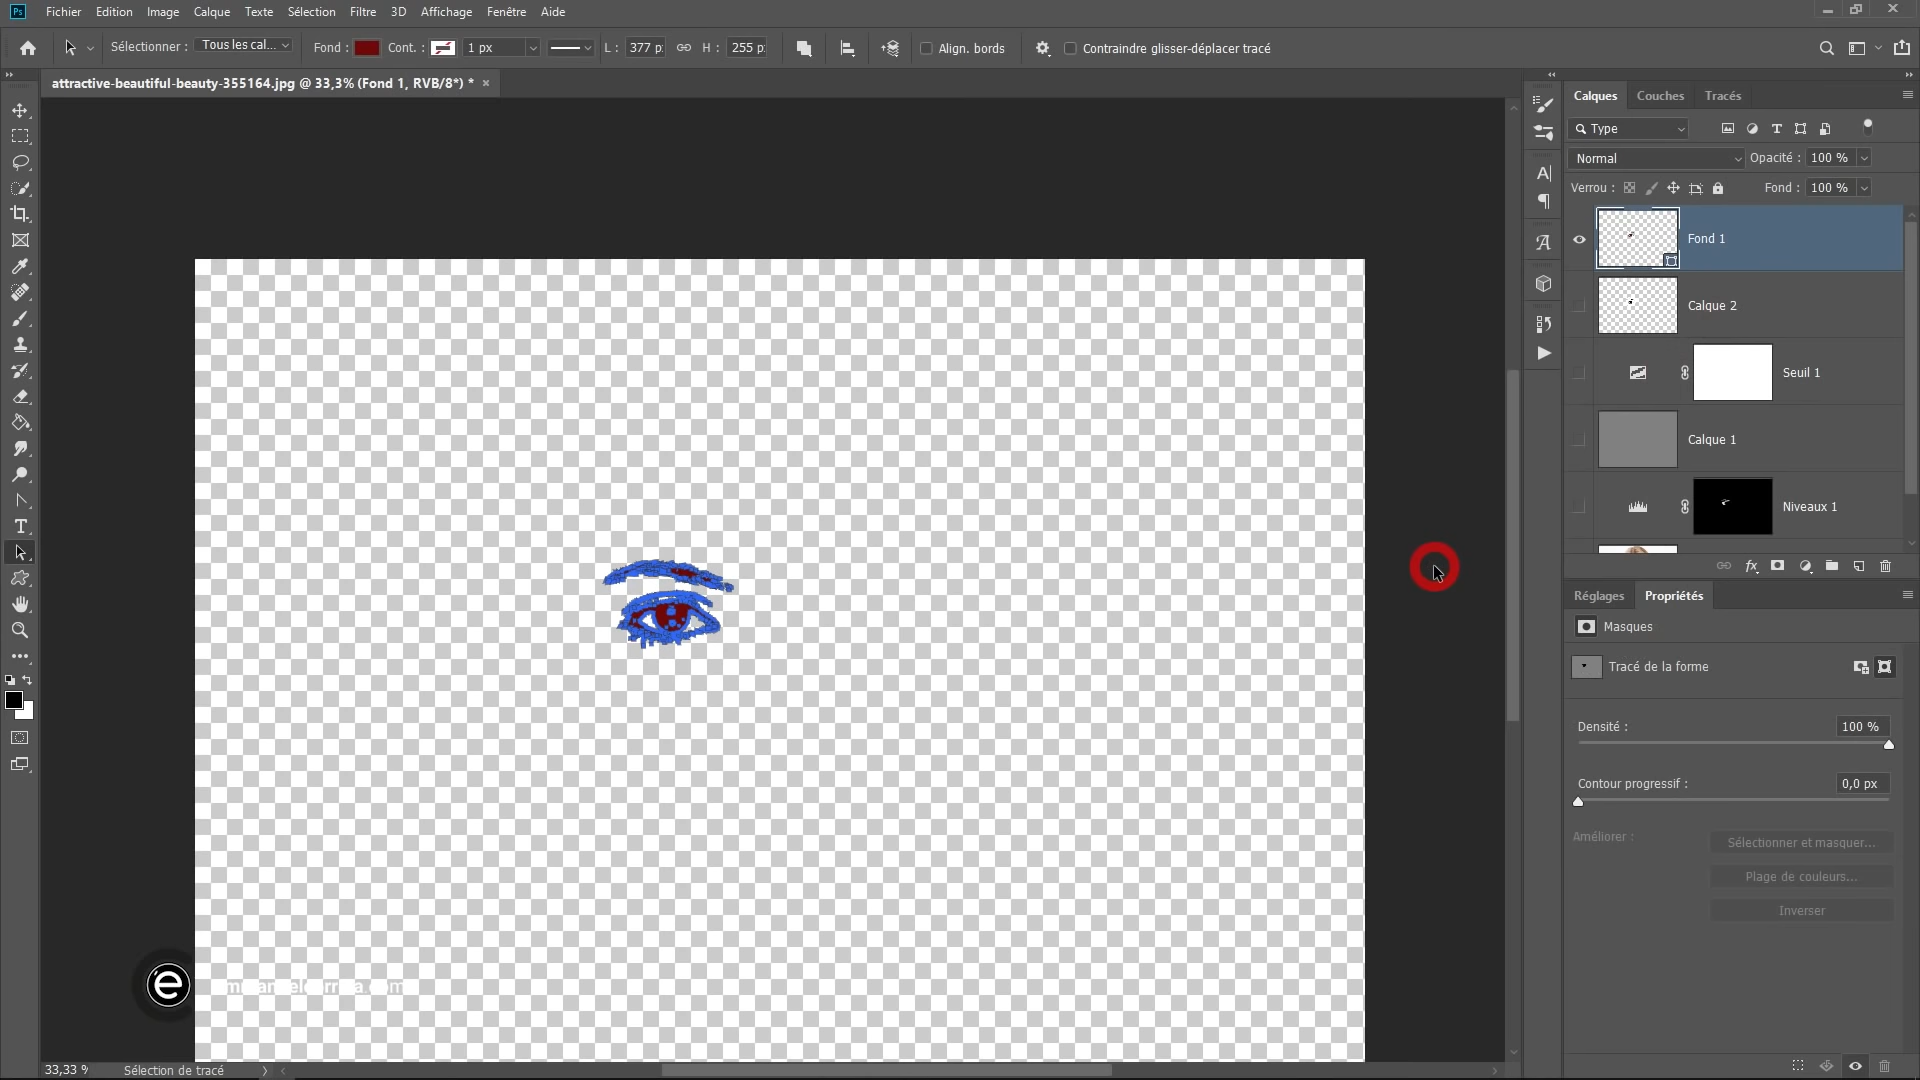 Ps Fichier Edition Image Calque Texte Sélection Filtre 3D Affichage Fenêtre Aide
Sélectionner : Tous les cal... Fond : Cont. : 1 px L : 377 p H : 255 p Align. bords Contraindre glisser-déplacer tracé
attractive-beautiful-beauty-355164.jpg @ 33,3% (Fond 1, RVB/8*) * ×
Calques Couches Tracés
Type
Normal Opacité : 100 %
Verrou : Fond : 100 %
Fond 1
Calque 2
Seuil 1
Calque 1
Niveaux 1
fx
Réglages Propriétés
Masques
Tracé de la forme
Densité : 100 %
Contour progressif : 0,0 px
Améliorer :
Sélectionner et masquer...
Plage de couleurs...
Inverser
e
33,33 % Sélection de tracé